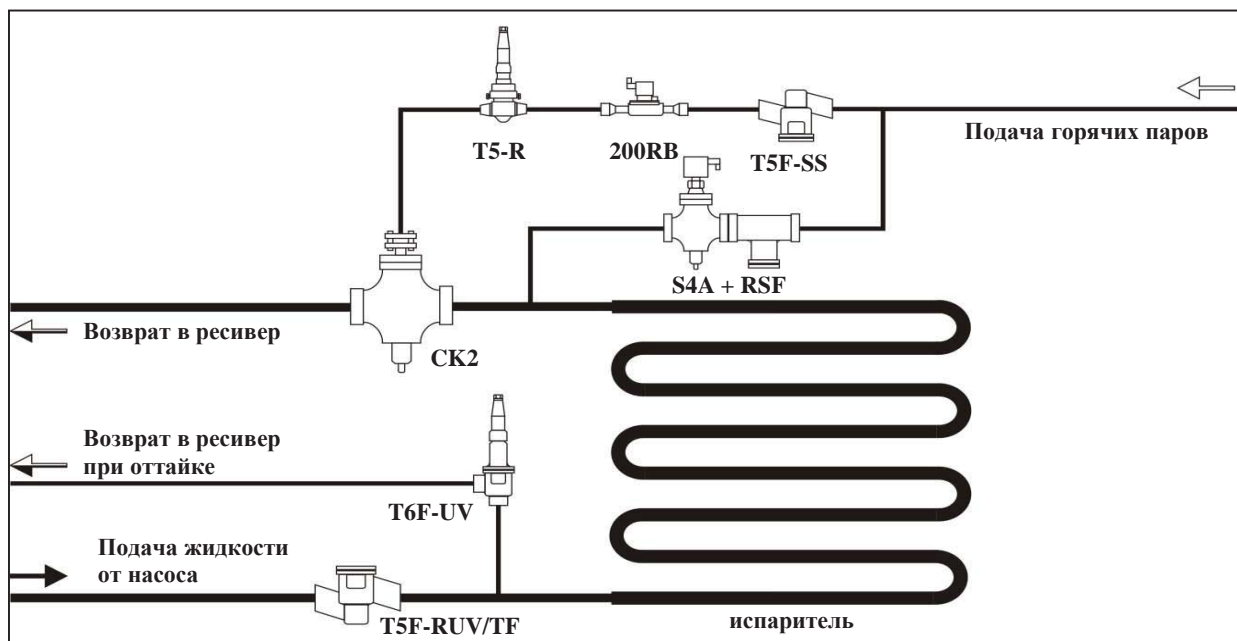 Подача горячих паров
T5-R
200RB
T5F-SS
S4A + RSF
Возврат в ресивер
CK2
Возврат в ресивер
при оттайке
T6F-UV
Подача жидкости
от насоса
T5F-RUV/TF
испаритель